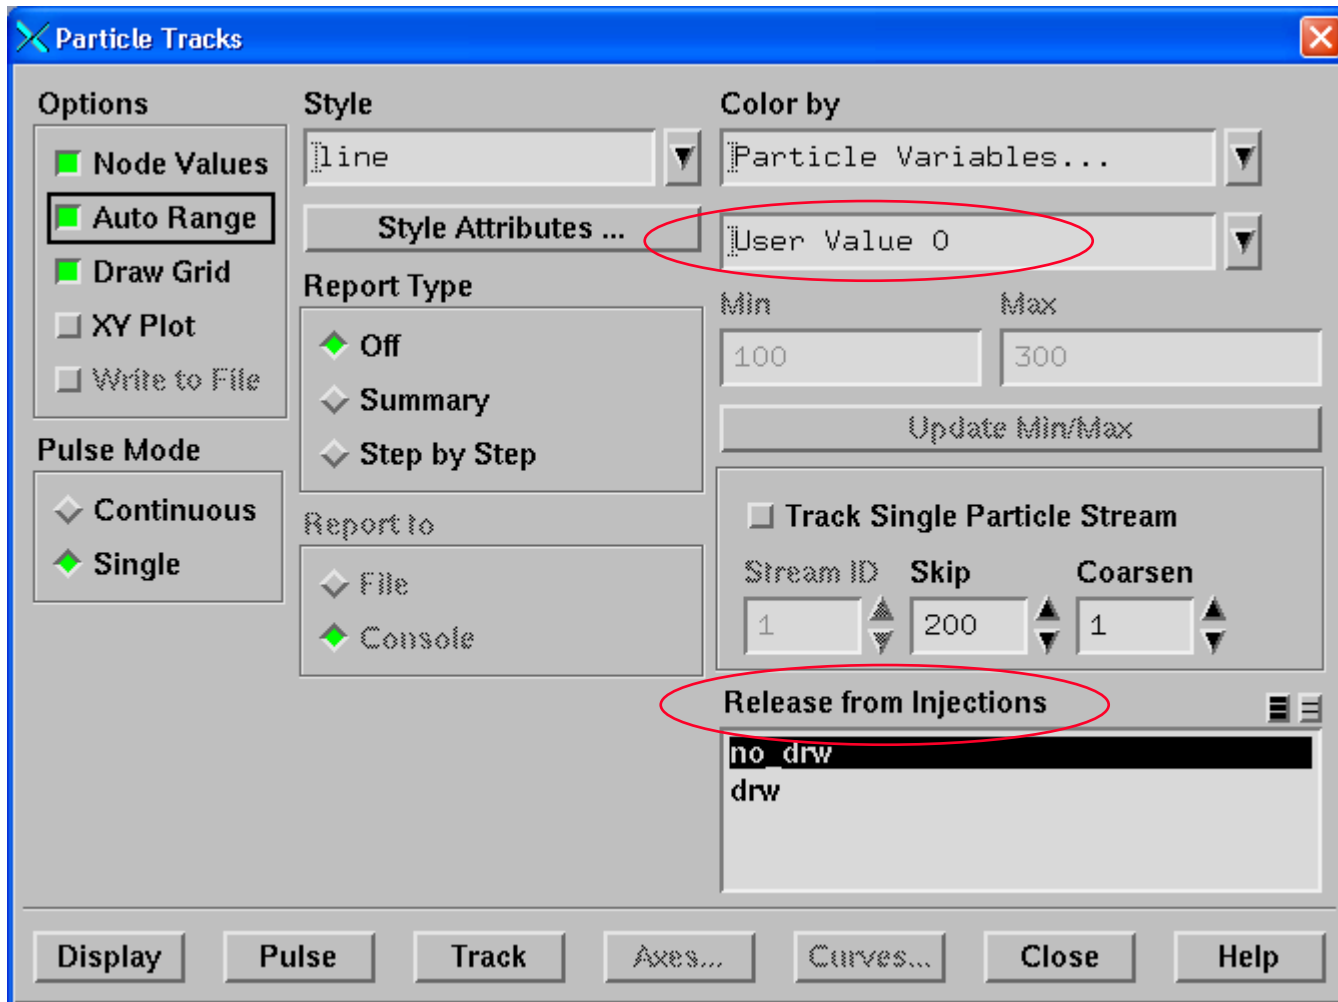 Particle Tracks
Options
Node Values
Auto Range
Draw Grid
XY Plot
Write to File
Pulse Mode
Continuous
Single
Style
line
Style Attributes ...
Report Type
Off
Summary
Step by Step
Report to
File
Console
Color by
Particle Variables...
User Value 0
Min
Max
100
300
Update Min/Max
Track Single Particle Stream
Stream ID
Skip
Coarsen
1
200
1
Release from Injections
no_drw
drw
Display
Pulse
Track
Axes...
Curves...
Close
Help